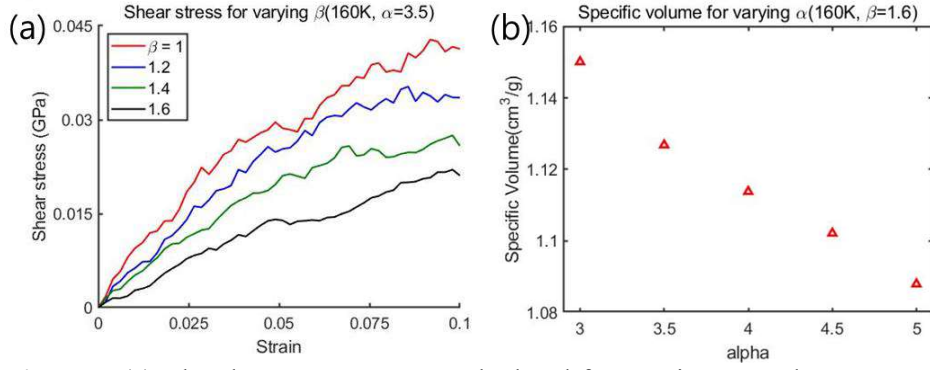 (a)
Shear stress for varying β(160K, α=3.5)
Shear stress (GPa)
0.045
0.03
0.015
0
β = 1
1.2
1.4
1.6
0
0.025
0.05
0.075
0.1
Strain
(b)
Specific volume for varying α(160K, β=1.6)
Specific Volume(cm³/g)
1.16
1.14
1.12
1.1
1.08
3
3.5
4
4.5
5
alpha